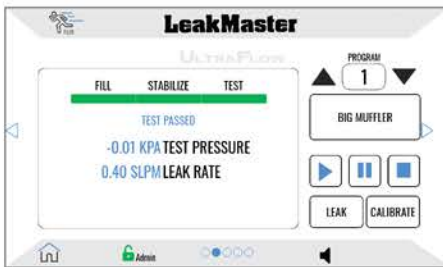 LeakMaster
ULTRAFLOW
PROGRAM
1
FILL STABILIZE TEST
TEST PASSED
-0.01 KPA TEST PRESSURE
0.40 SLPM LEAK RATE
BIG MUFFLER
LEAK CALIBRATE
Admin